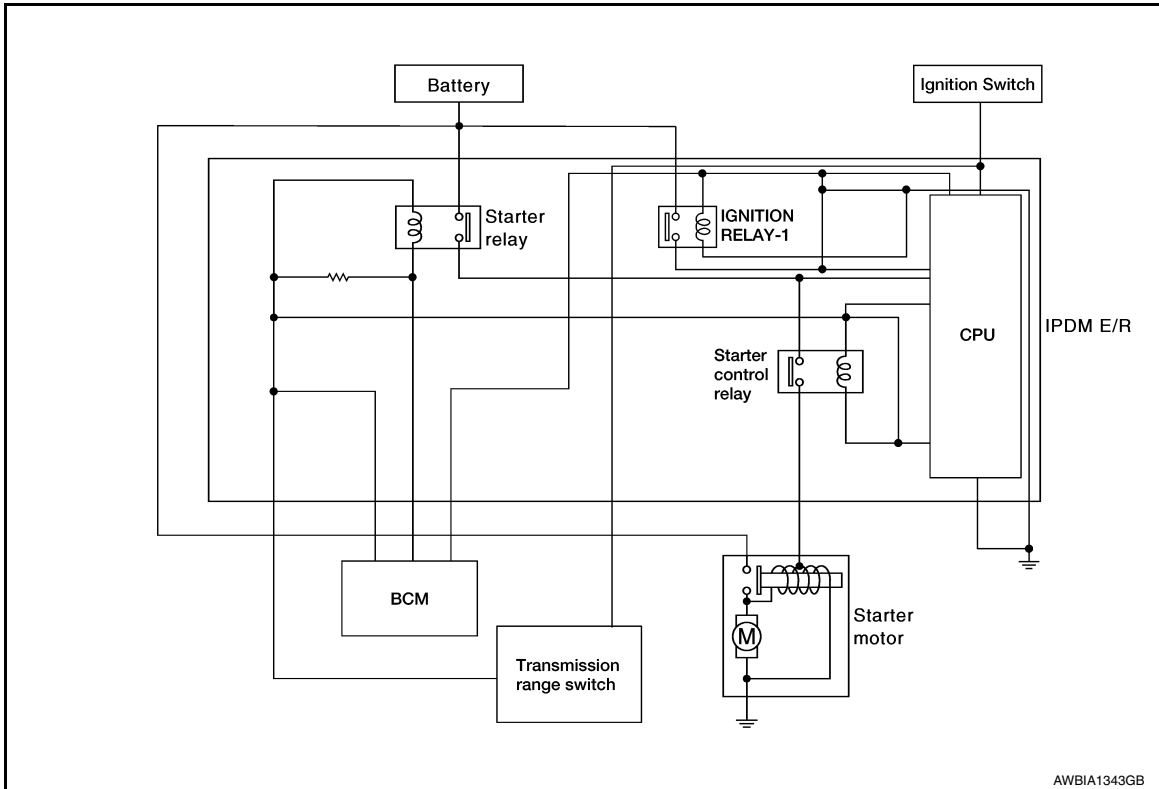 Battery
Ignition Switch
Starter
relay
IGNITION
RELAY-1
CPU
IPDM E/R
Starter
control
relay
BCM
Transmission
range switch
M
Starter
motor
AWBIA1343GB